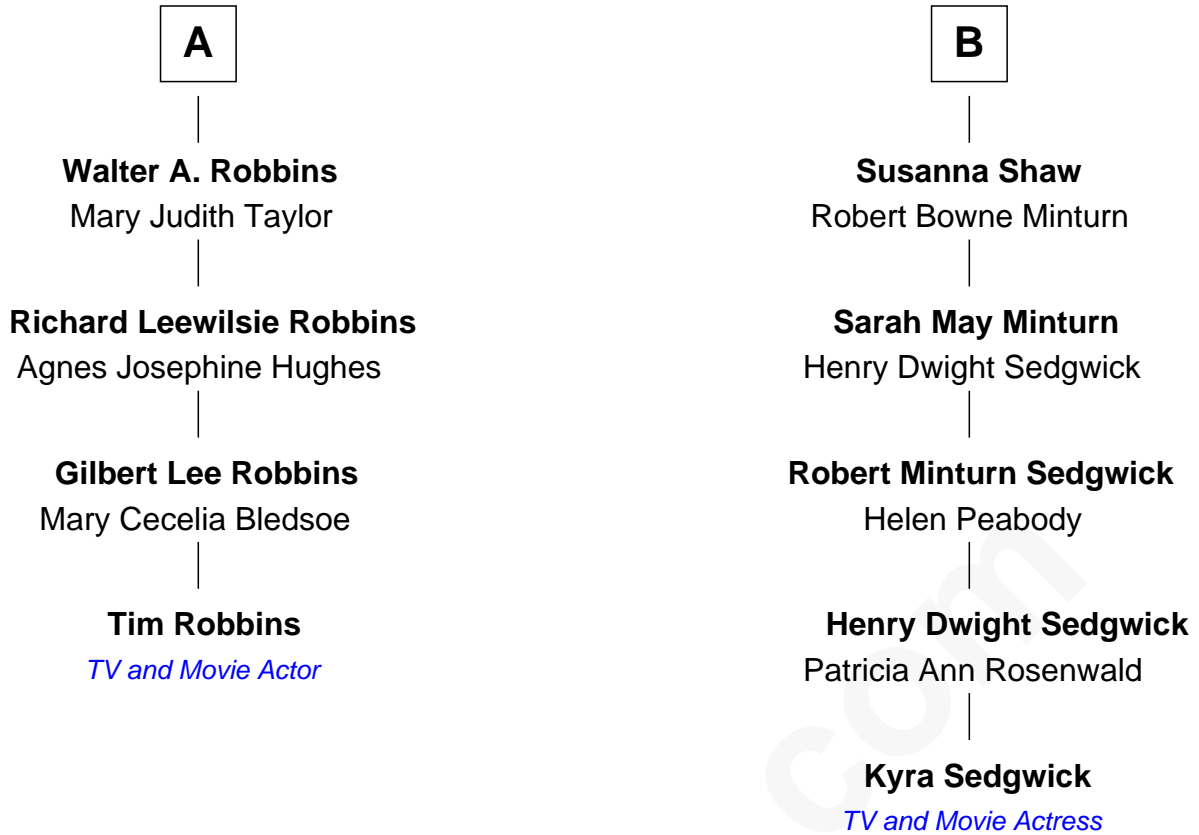 A
Walter A. Robbins
Mary Judith Taylor
Richard Leewilsie Robbins
Agnes Josephine Hughes
Gilbert Lee Robbins
Mary Cecelia Bledsoe
Tim Robbins
TV and Movie Actor
B
Susanna Shaw
Robert Bowne Minturn
Sarah May Minturn
Henry Dwight Sedgwick
Robert Minturn Sedgwick
Helen Peabody
Henry Dwight Sedgwick
Patricia Ann Rosenwald
Kyra Sedgwick
TV and Movie Actress
com